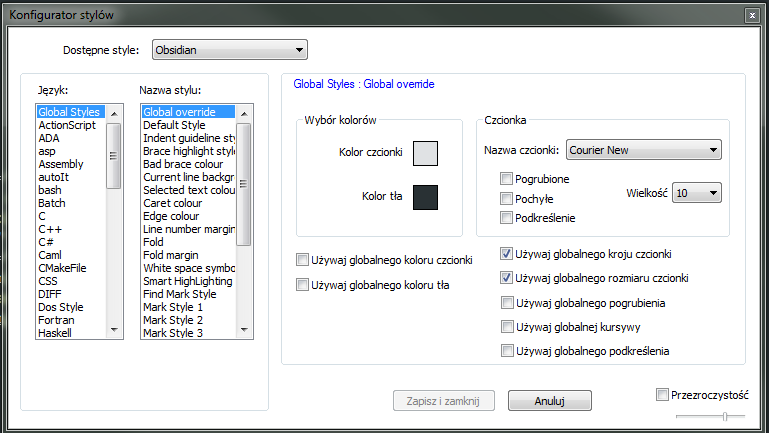 Konfigurator stylów
Dostępne style: Obsidian
Język:
Global Styles
ActionScript
ADA
asp
Assembly
autoIt
bash
Batch
C
C++
C#
Caml
CMakeFile
CSS
DIFF
Dos Style
Fortran
Haskell
Nazwa stylu:
Global override
Default Style
Indent guideline sty
Brace highlight style
Bad brace colour
Current line backgr
Selected text colou
Caret colour
Edge colour
Line number margin
Fold
Fold margin
White space symbo
Smart HighLighting
Find Mark Style
Mark Style 1
Mark Style 2
Mark Style 3
Global Styles : Global override
Wybór kolorów
Kolor czcionki
Kolor tła
Czcionka
Nazwa czcionki: Courier New
Pogrubione
Pochyłe
Podkreślenie
Wielkość 10
Używaj globalnego koloru czcionki
Używaj globalnego koloru tła
Używaj globalnego kroju czcionki
Używaj globalnego rozmiaru czcionki
Używaj globalnego pogrubienia
Używaj globalnej kursywy
Używaj globalnego podkreślenia
Zapisz i zamknij
Anuluj
Przezroczystość